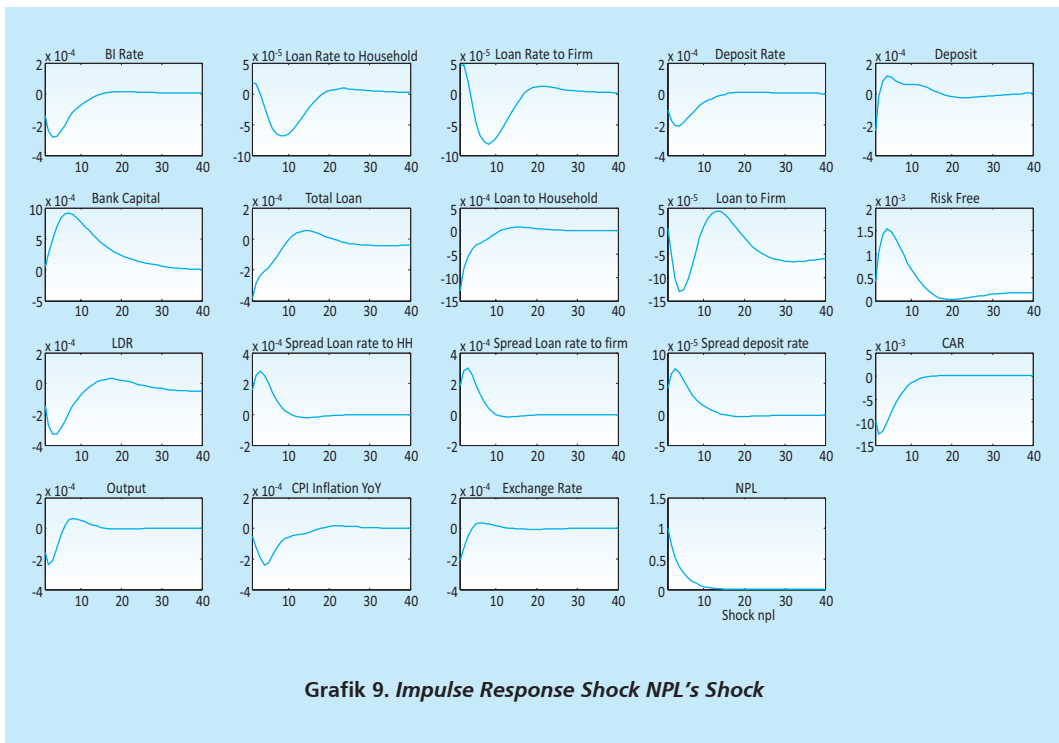 x 10-4 BI Rate
2
0
-2
-4
10 20 30 40
x 10-5 Loan Rate to Household
5
0
-5
-10
10 20 30 40
x 10-5 Loan Rate to Firm
5
0
-5
-10
10 20 30 40
x 10-4 Deposit Rate
2
0
-2
-4
10 20 30 40
x 10-4 Deposit
2
0
-2
-4
10 20 30 40
x 10-4 Bank Capital
10
5
0
-5
10 20 30 40
x 10-4 Total Loan
2
0
-2
-4
10 20 30 40
x 10-4 Loan to Household
5
0
-5
-10
-15
10 20 30 40
x 10-5 Loan to Firm
5
0
-5
-10
-15
10 20 30 40
x 10-3 Risk Free
2
1.5
1
0.5
0
10 20 30 40
x 10-4 LDR
2
0
-2
-4
10 20 30 40
x 10-4 Spread Loan rate to HH
4
2
0
-2
10 20 30 40
x 10-4 Spread Loan rate to firm
4
2
0
-2
10 20 30 40
x 10-5 Spread deposit rate
10
5
0
-5
10 20 30 40
x 10-3 CAR
5
0
-5
-10
-15
10 20 30 40
x 10-4 Output
2
0
-2
-4
10 20 30 40
x 10-4 CPI Inflation YoY
2
0
-2
-4
10 20 30 40
x 10-4 Exchange Rate
2
0
-2
-4
10 20 30 40
NPL
1.5
1
0.5
0
10 20 30 40
Shock npl
Grafik 9. Impulse Response Shock NPL's Shock